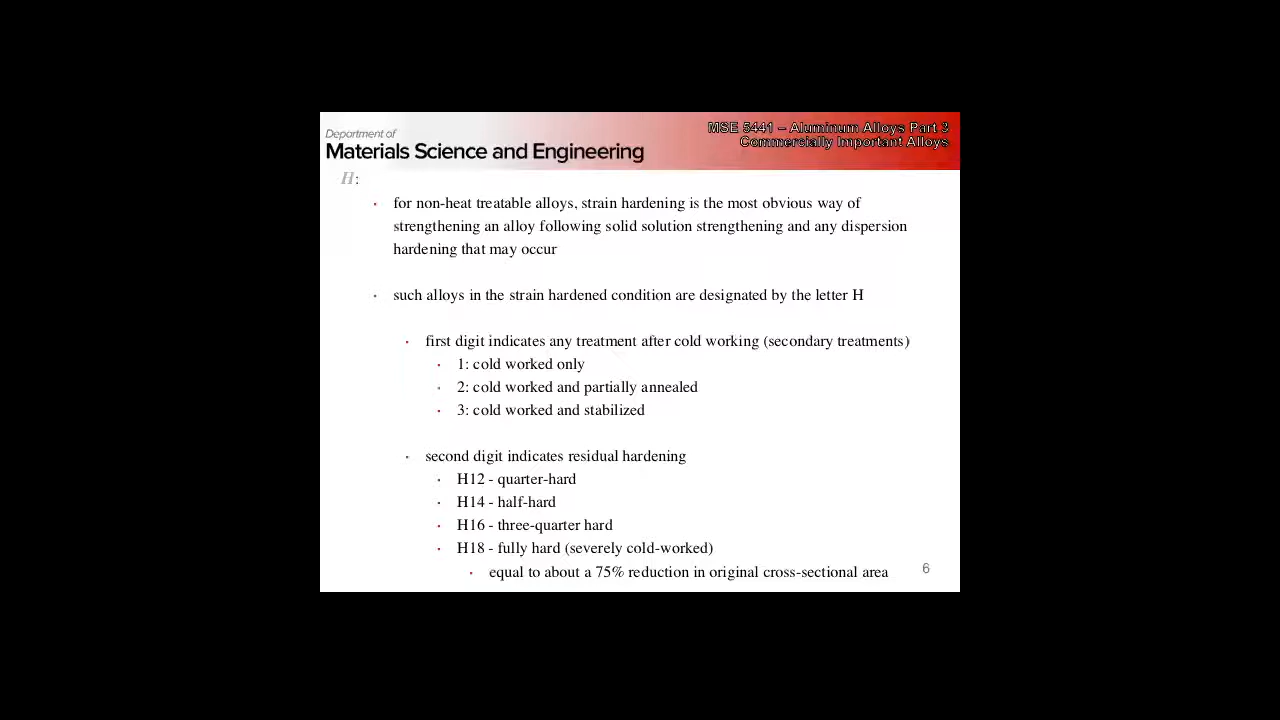 Department of
Materials Science and Engineering
MSE 5441 – Aluminum Alloys Part 3
Commercially Important Alloys
H:
for non-heat treatable alloys, strain hardening is the most obvious way of
strengthening an alloy following solid solution strengthening and any dispersion
hardening that may occur
such alloys in the strain hardened condition are designated by the letter H
first digit indicates any treatment after cold working (secondary treatments)
1: cold worked only
2: cold worked and partially annealed
3: cold worked and stabilized
second digit indicates residual hardening
H12 - quarter-hard
H14 - half-hard
H16 - three-quarter hard
H18 - fully hard (severely cold-worked)
equal to about a 75% reduction in original cross-sectional area
6